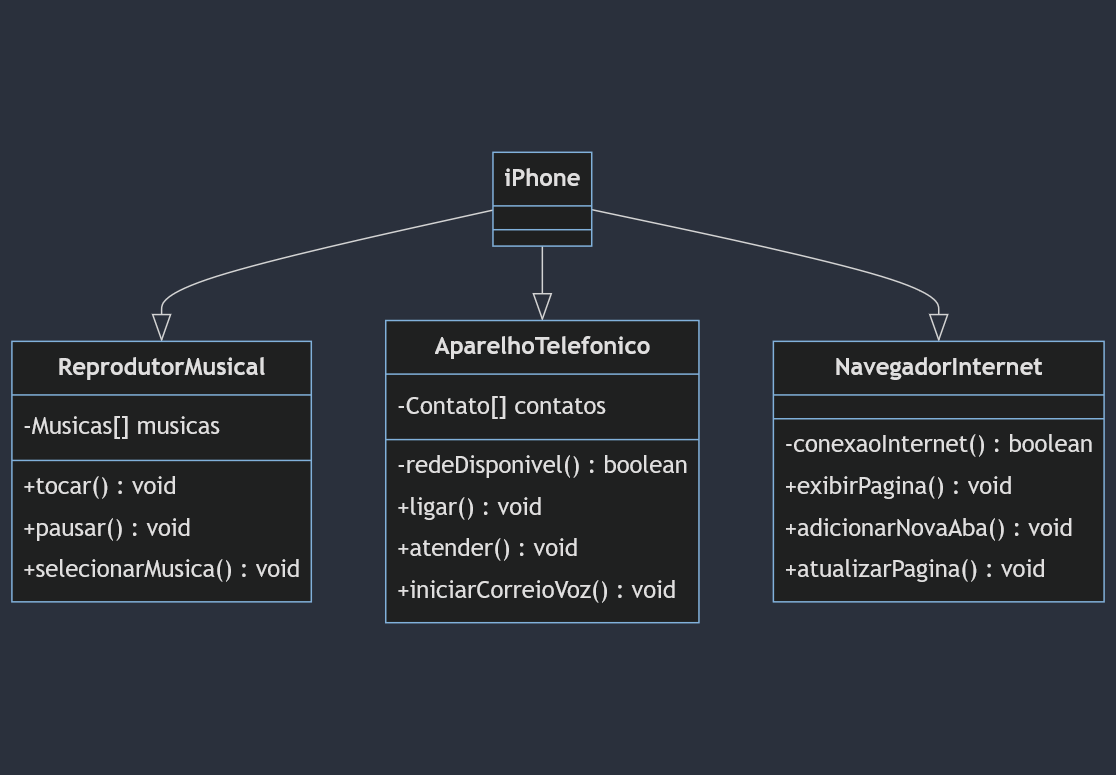 iPhone
ReprodutorMusical
-Musicas[] musicas
+tocar() : void
+pausar() : void
+selecionarMusica() : void
AparelhoTelefonico
-Contato[] contatos
-redeDisponivel() : boolean
+ligar() : void
+atender() : void
+iniciarCorreioVoz() : void
NavegadorInternet
-conexaoInternet() : boolean
+exibirPagina() : void
+adicionarNovaAba() : void
+atualizarPagina() : void